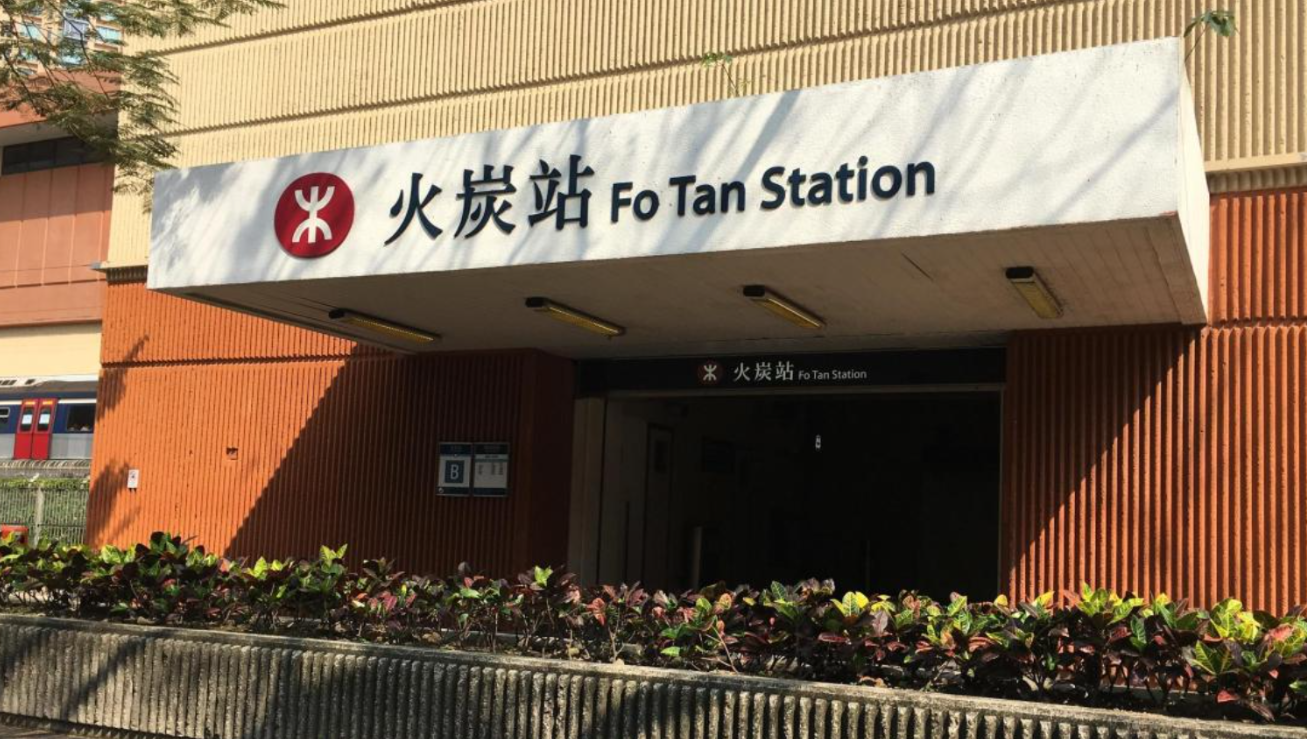 火炭站 Fo Tan Station
火炭站 Fo Tan Station
B